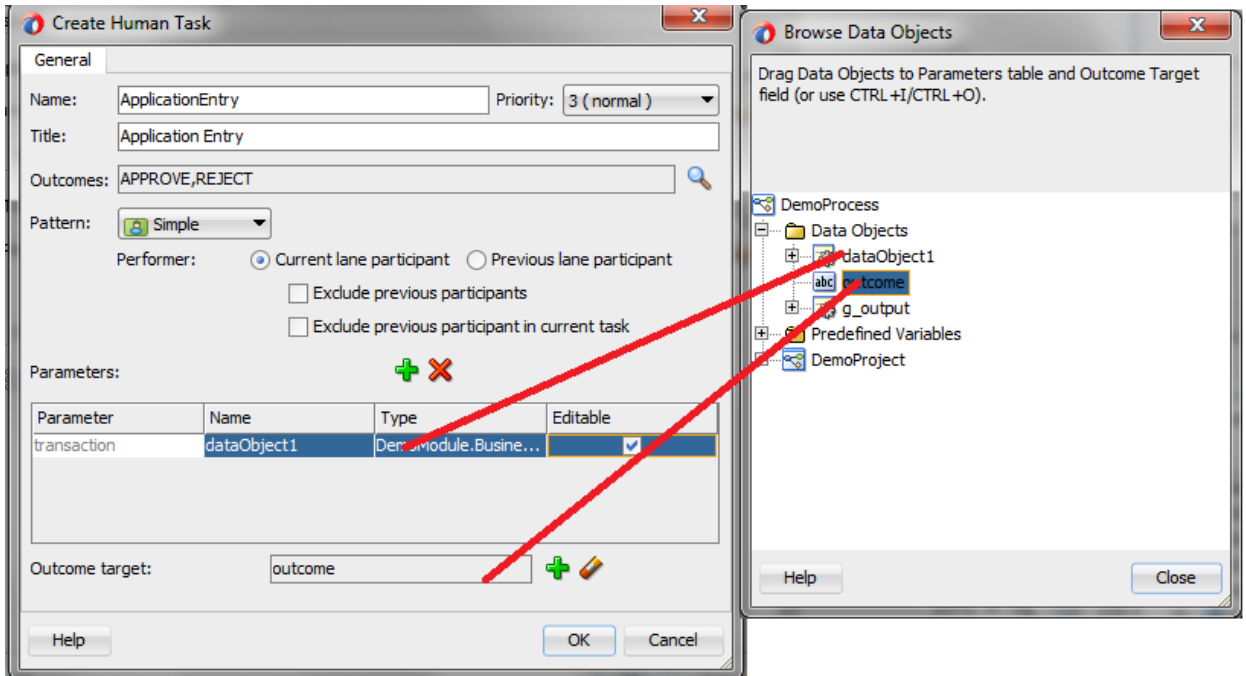 Create Human Task
General
Name: ApplicationEntry Priority: 3 ( normal )
Title: Application Entry
Outcomes: APPROVE,REJECT
Pattern: Simple
Performer: Current lane participant Previous lane participant
Exclude previous participants
Exclude previous participant in current task
Parameters:
Parameter Name Type Editable
transaction dataObject1 DemoModule.Busine...
Outcome target: outcome
Help OK Cancel
Browse Data Objects
Drag Data Objects to Parameters table and Outcome Target
field (or use CTRL+I/CTRL+O).
DemoProcess
Data Objects
dataObject1
abc outcome
g_output
Predefined Variables
DemoProject
Help Close